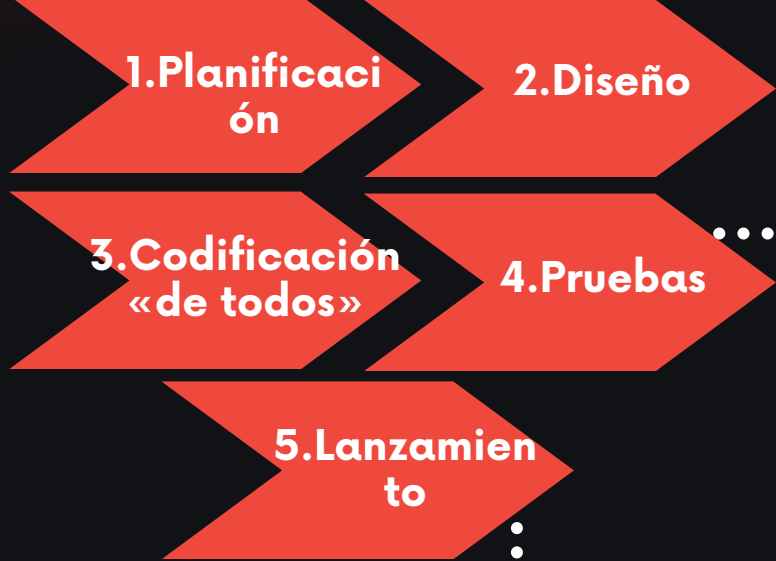 1.Planificaci
ón
2.Diseño
3.Codificación
«de todos»
4.Pruebas
5.Lanzamien
to